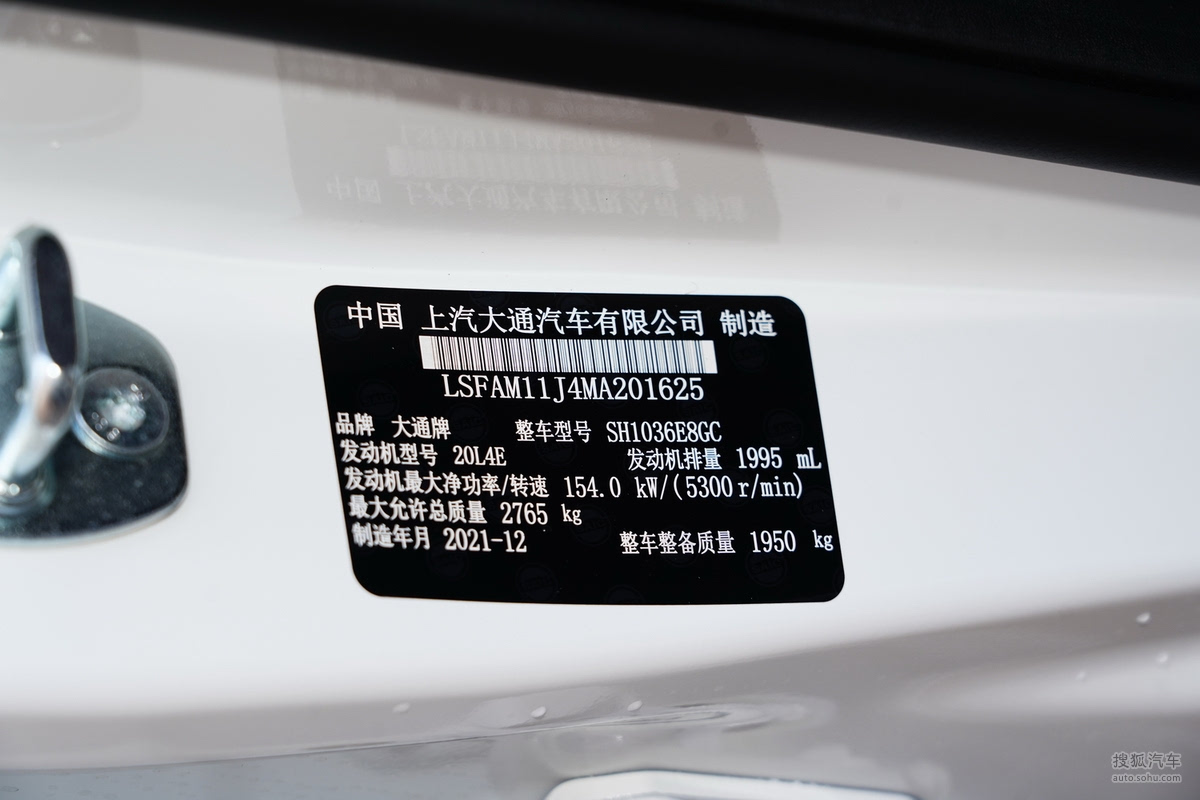 中国 上汽大通汽车有限公司 制造
LSFAM11J4MA201625
品牌 大通牌 整车型号 SH1036E8GC
发动机型号 20L4E 发动机排量 1995 mL
发动机最大净功率/转速 154.0 kW/(5300 r/min)
最大允许总质量 2765 kg
制造年月 2021-12 整车整备质量 1950 kg
搜狐汽车
auto.sohu.com